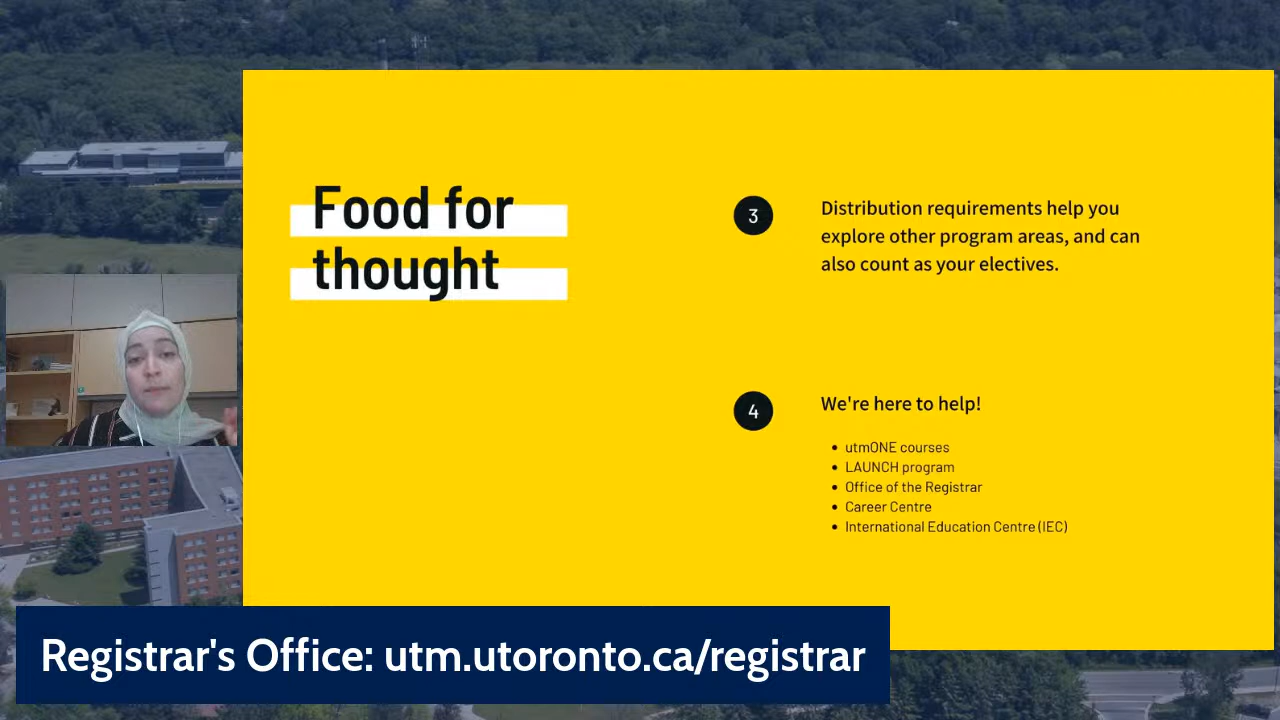 Food for
thought
3
Distribution requirements help you
explore other program areas, and can
also count as your electives.
4
We're here to help!
• utmONE courses
• LAUNCH program
• Office of the Registrar
• Career Centre
• International Education Centre (IEC)
Registrar's Office: utm.utoronto.ca/registrar